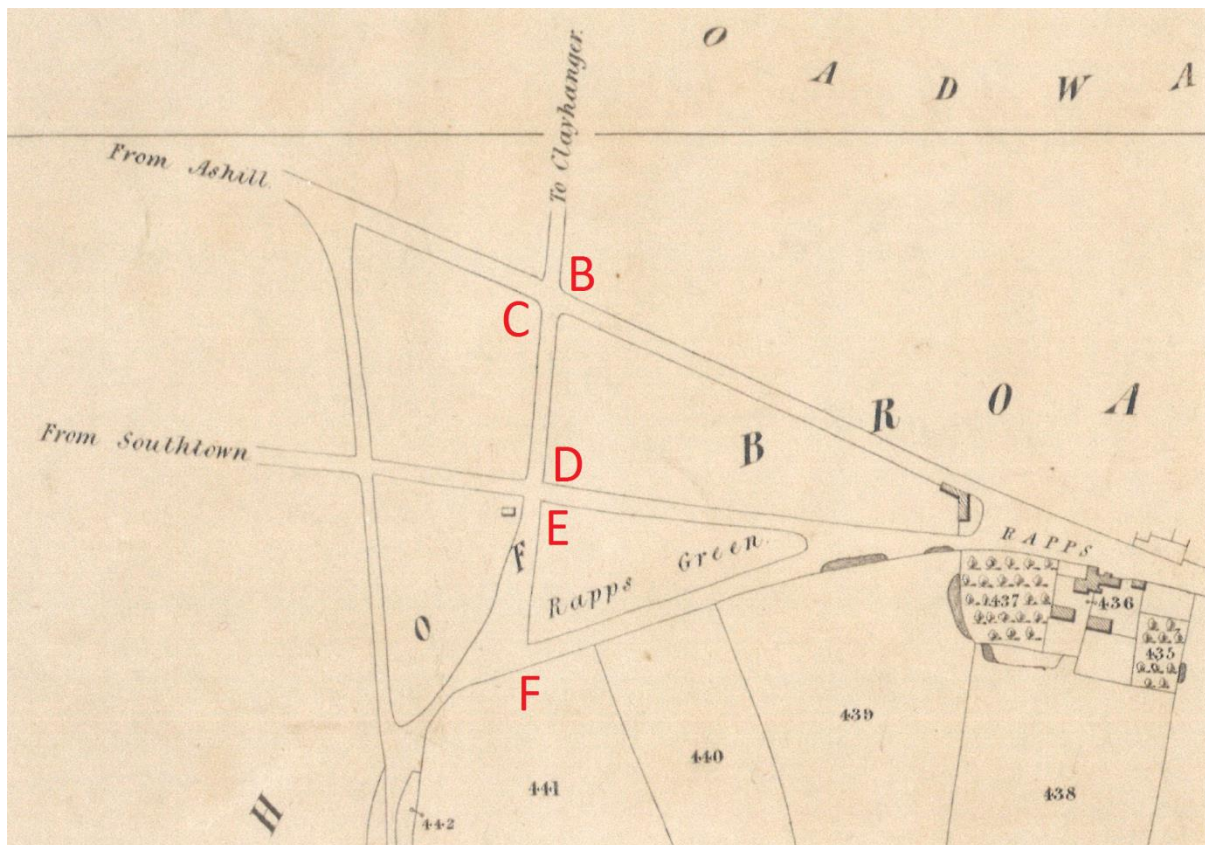 O A D W A
To Clayhanger.
From Ashill.
B
C
B R O A
From Southtown
D
E
RAPPS
Rapps Green.
O F
437
436
435
F
439
440
441
438
H
442